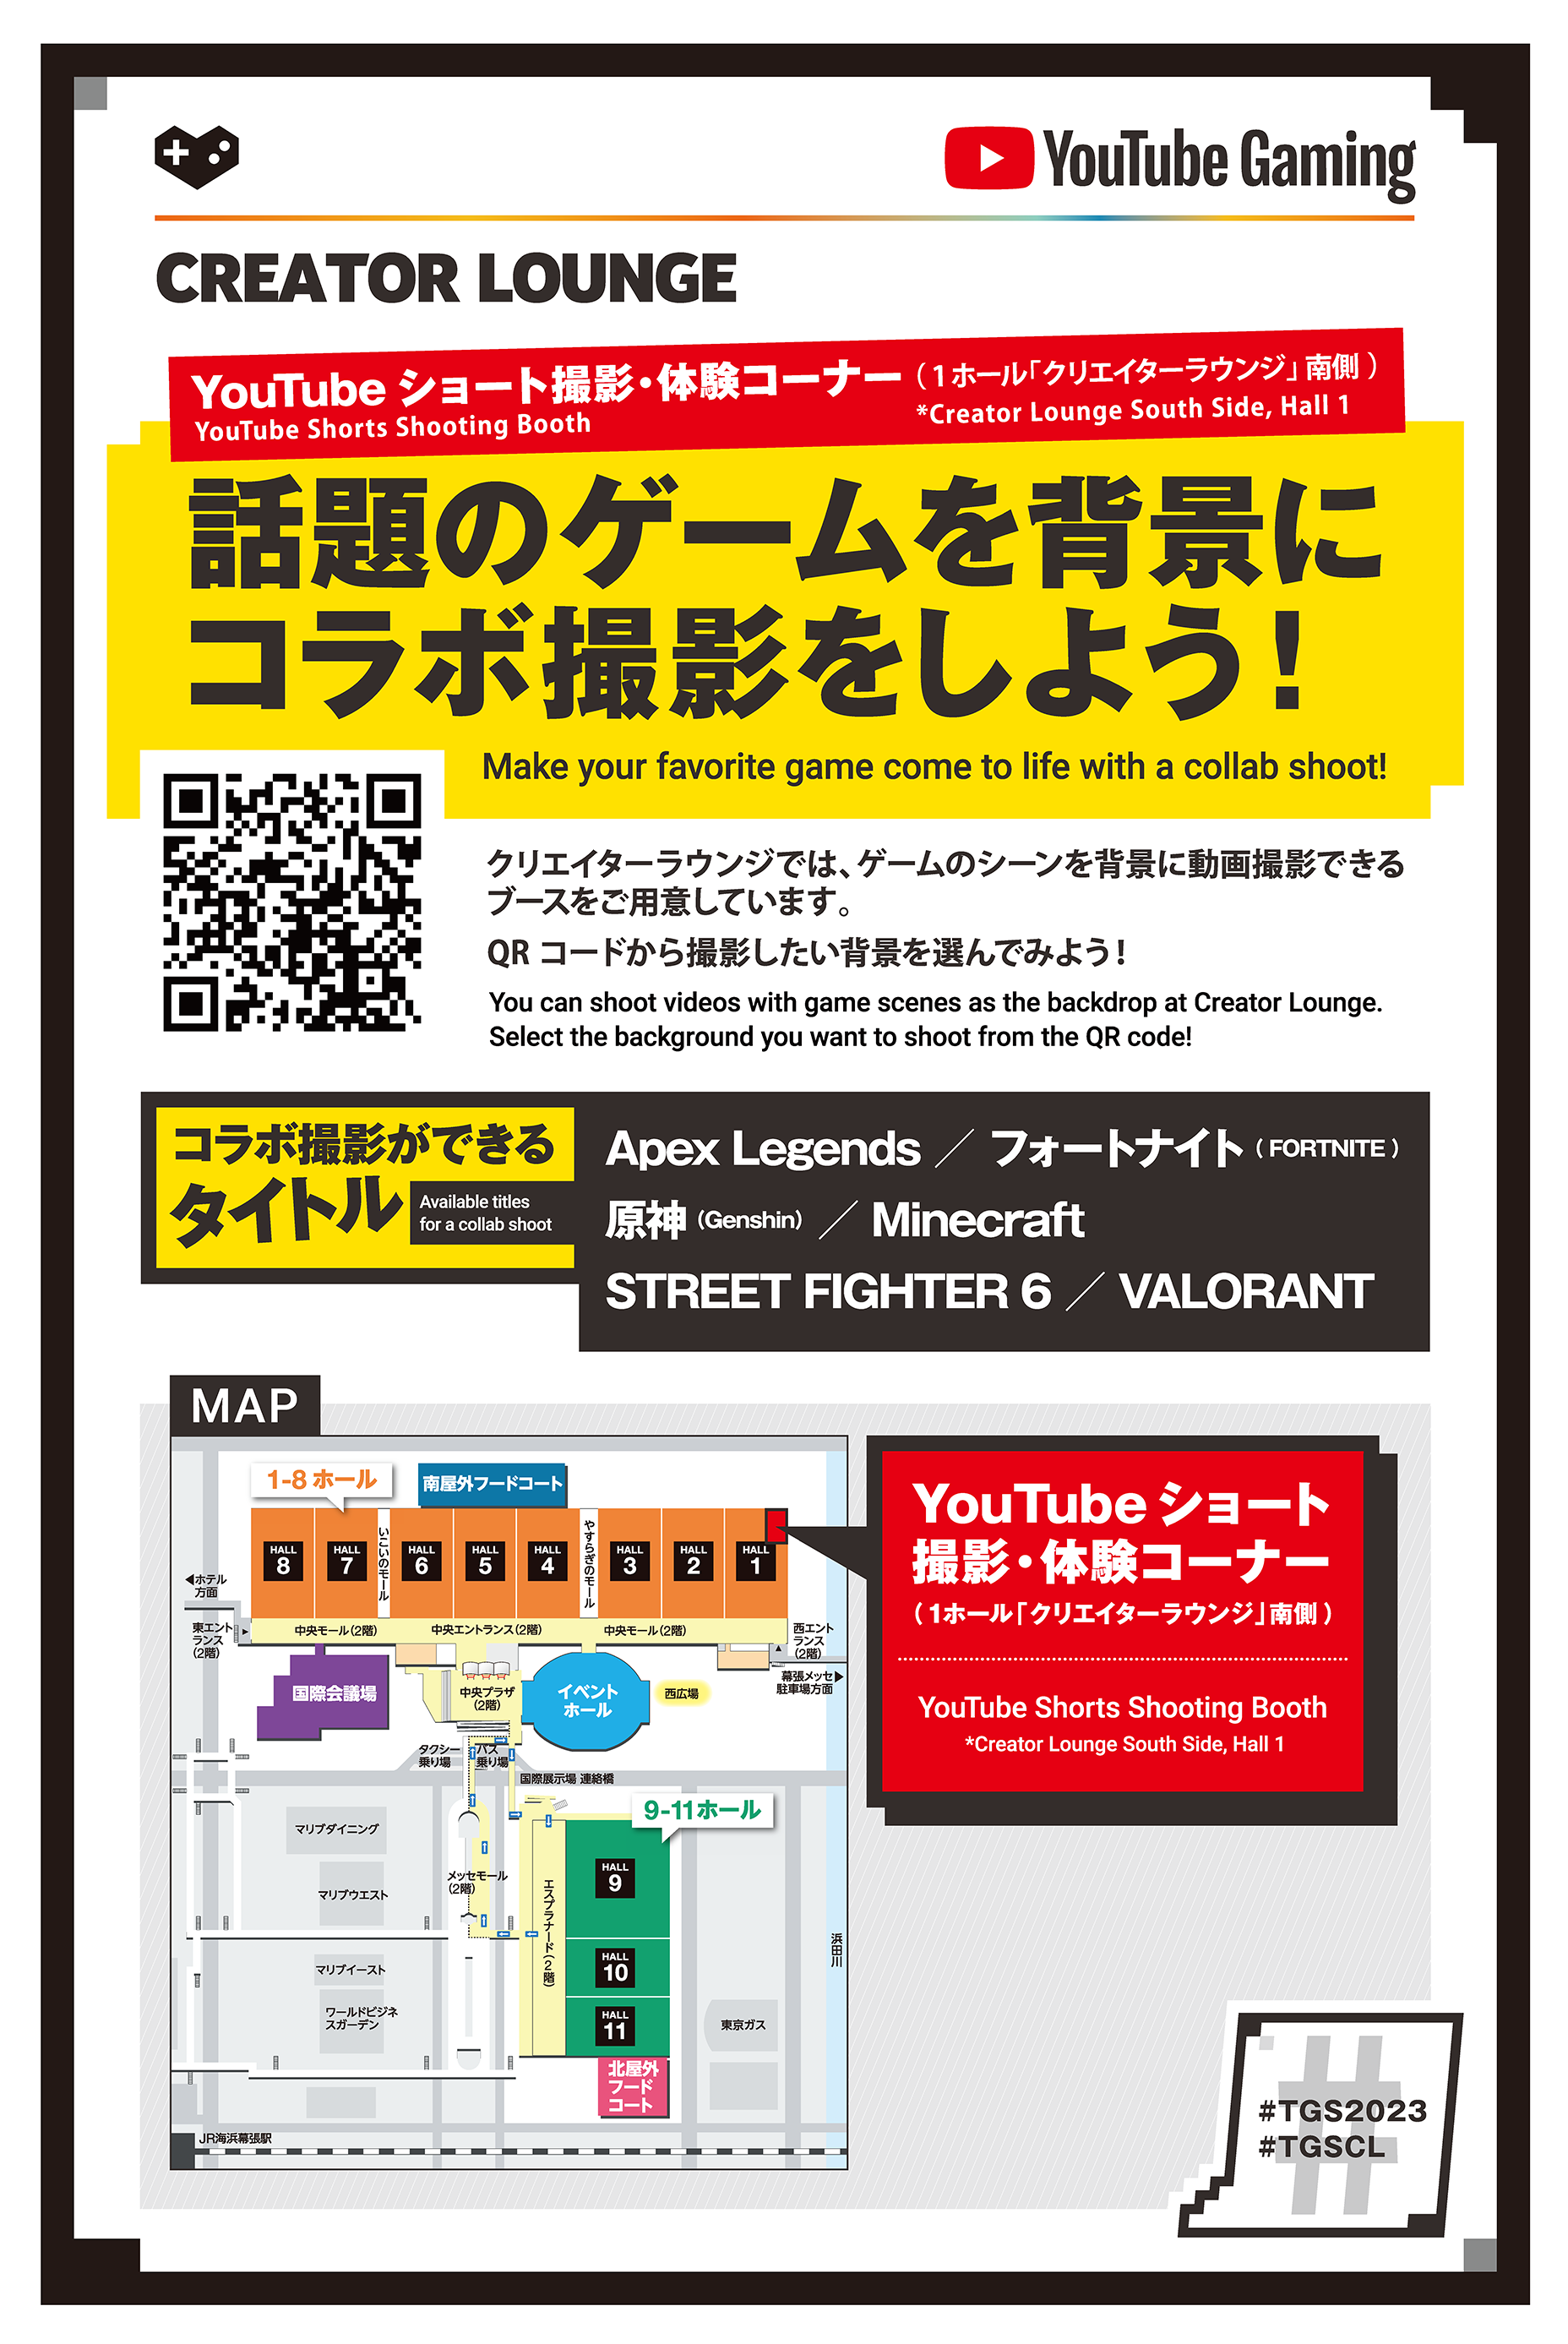 YouTube Gaming
CREATOR LOUNGE
YouTube ショート撮影・体験コーナー（1ホール「クリエイターラウンジ」南側）
YouTube Shorts Shooting Booth
*Creator Lounge South Side, Hall 1
話題のゲームを背景に
コラボ撮影をしよう！
Make your favorite game come to life with a collab shoot!
クリエイターラウンジでは、ゲームのシーンを背景に動画撮影できる
ブースをご用意しています。
QR コードから撮影したい背景を選んでみよう！
You can shoot videos with game scenes as the backdrop at Creator Lounge.
Select the background you want to shoot from the QR code!
コラボ撮影ができる
タイトル
Available titles
for a collab shoot
Apex Legends ／ フォートナイト（FORTNITE）
原神（Genshin）／ Minecraft
STREET FIGHTER 6 ／ VALORANT
MAP
1-8 ホール
南屋外フードコート
HALL
8
HALL
7
いこいのモール
HALL
6
HALL
5
HALL
4
やすらぎのモール
HALL
3
HALL
2
HALL
1
◀ホテル
方面
東エント
ランス
（2階）
中央モール（2階）
中央エントランス（2階）
中央モール（2階）
西エント
ランス
（2階）
幕張メッセ▶
駐車場方面
国際会議場
中央プラザ
（2階）
イベント
ホール
西広場
タクシー
乗り場
バス
乗り場
国際展示場 連絡橋
9-11ホール
マリブダイニング
マリブウエスト
メッセモール
（2階）
エスプラナード（2階）
HALL
9
HALL
10
HALL
11
浜田川
マリブイースト
ワールドビジネ
スガーデン
東京ガス
北屋外
フード
コート
JR海浜幕張駅
YouTube ショート
撮影・体験コーナー
（1ホール「クリエイターラウンジ」南側）
YouTube Shorts Shooting Booth
*Creator Lounge South Side, Hall 1
#TGS2023
#TGSCL